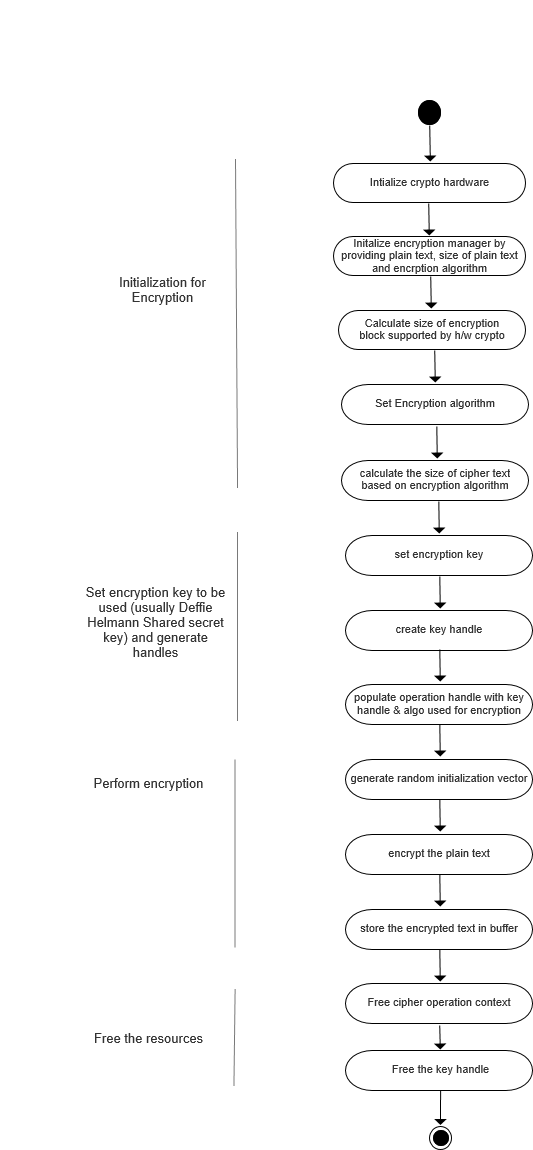 Intialize crypto hardware
Initalize encryption manager by
providing plain text, size of plain text
and encrption algorithm
Initialization for
Encryption
Calculate size of encryption
block supported by h/w crypto
Set Encryption algorithm
calculate the size of cipher text
based on encryption algorithm
set encryption key
Set encryption key to be
used (usually Deffie
Helmann Shared secret
key) and generate
handles
create key handle
populate operation handle with key
handle & algo used for encryption
generate random initialization vector
Perform encryption
encrypt the plain text
store the encrypted text in buffer
Free cipher operation context
Free the resources
Free the key handle